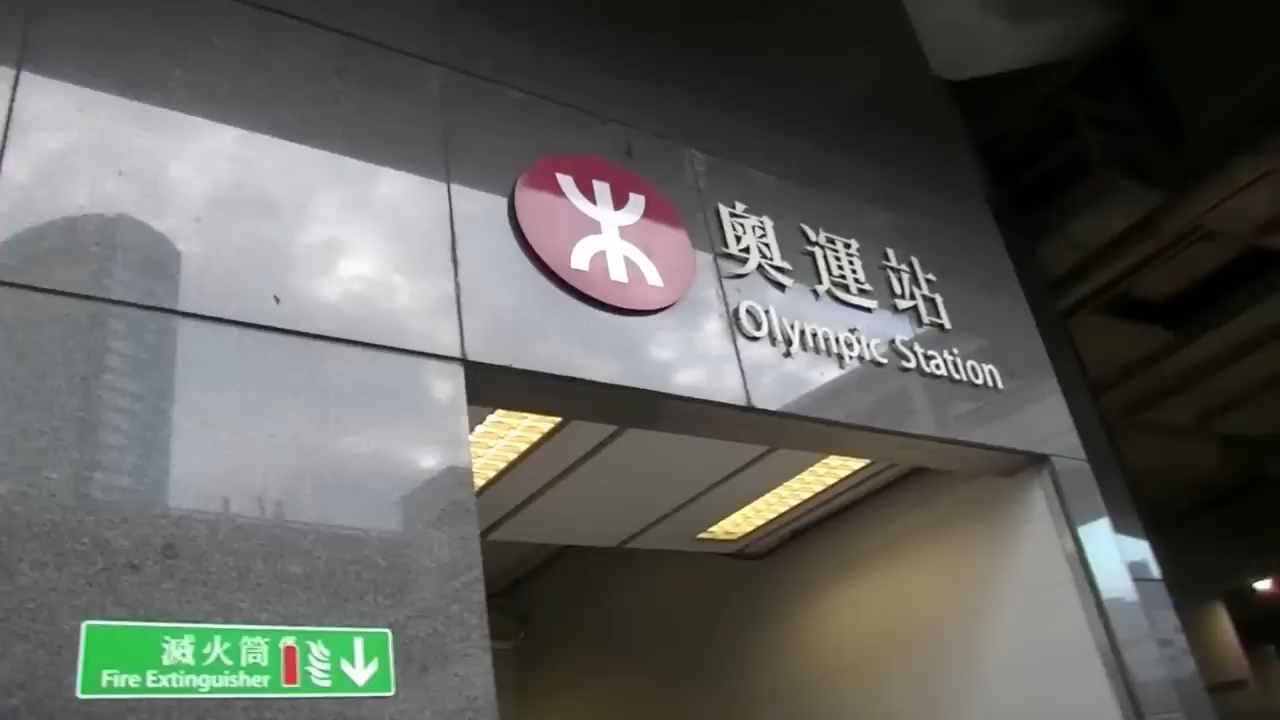 奧運站
Olympic Station
滅火筒
Fire Extinguisher